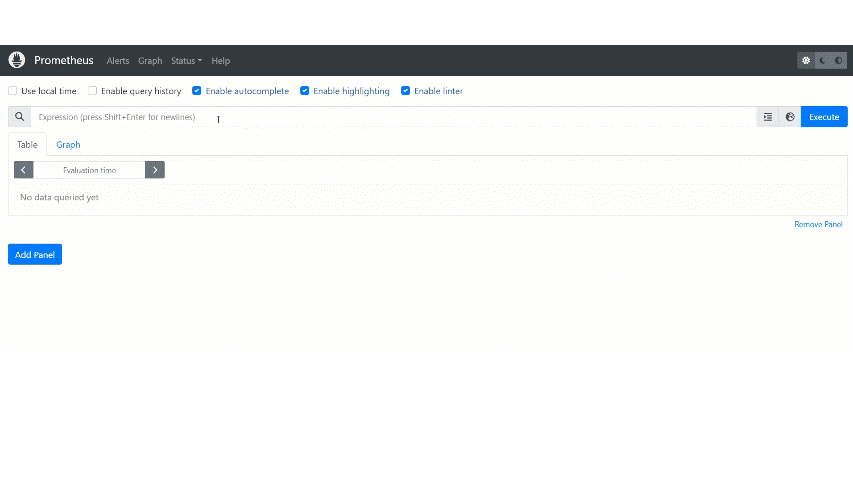 Prometheus Alerts Graph Status Help
Use local time Enable query history Enable autocomplete Enable highlighting Enable linter
Expression (press Shift+Enter for newlines) Execute
Table Graph
Evaluation time
No data queried yet
Remove Panel
Add Panel